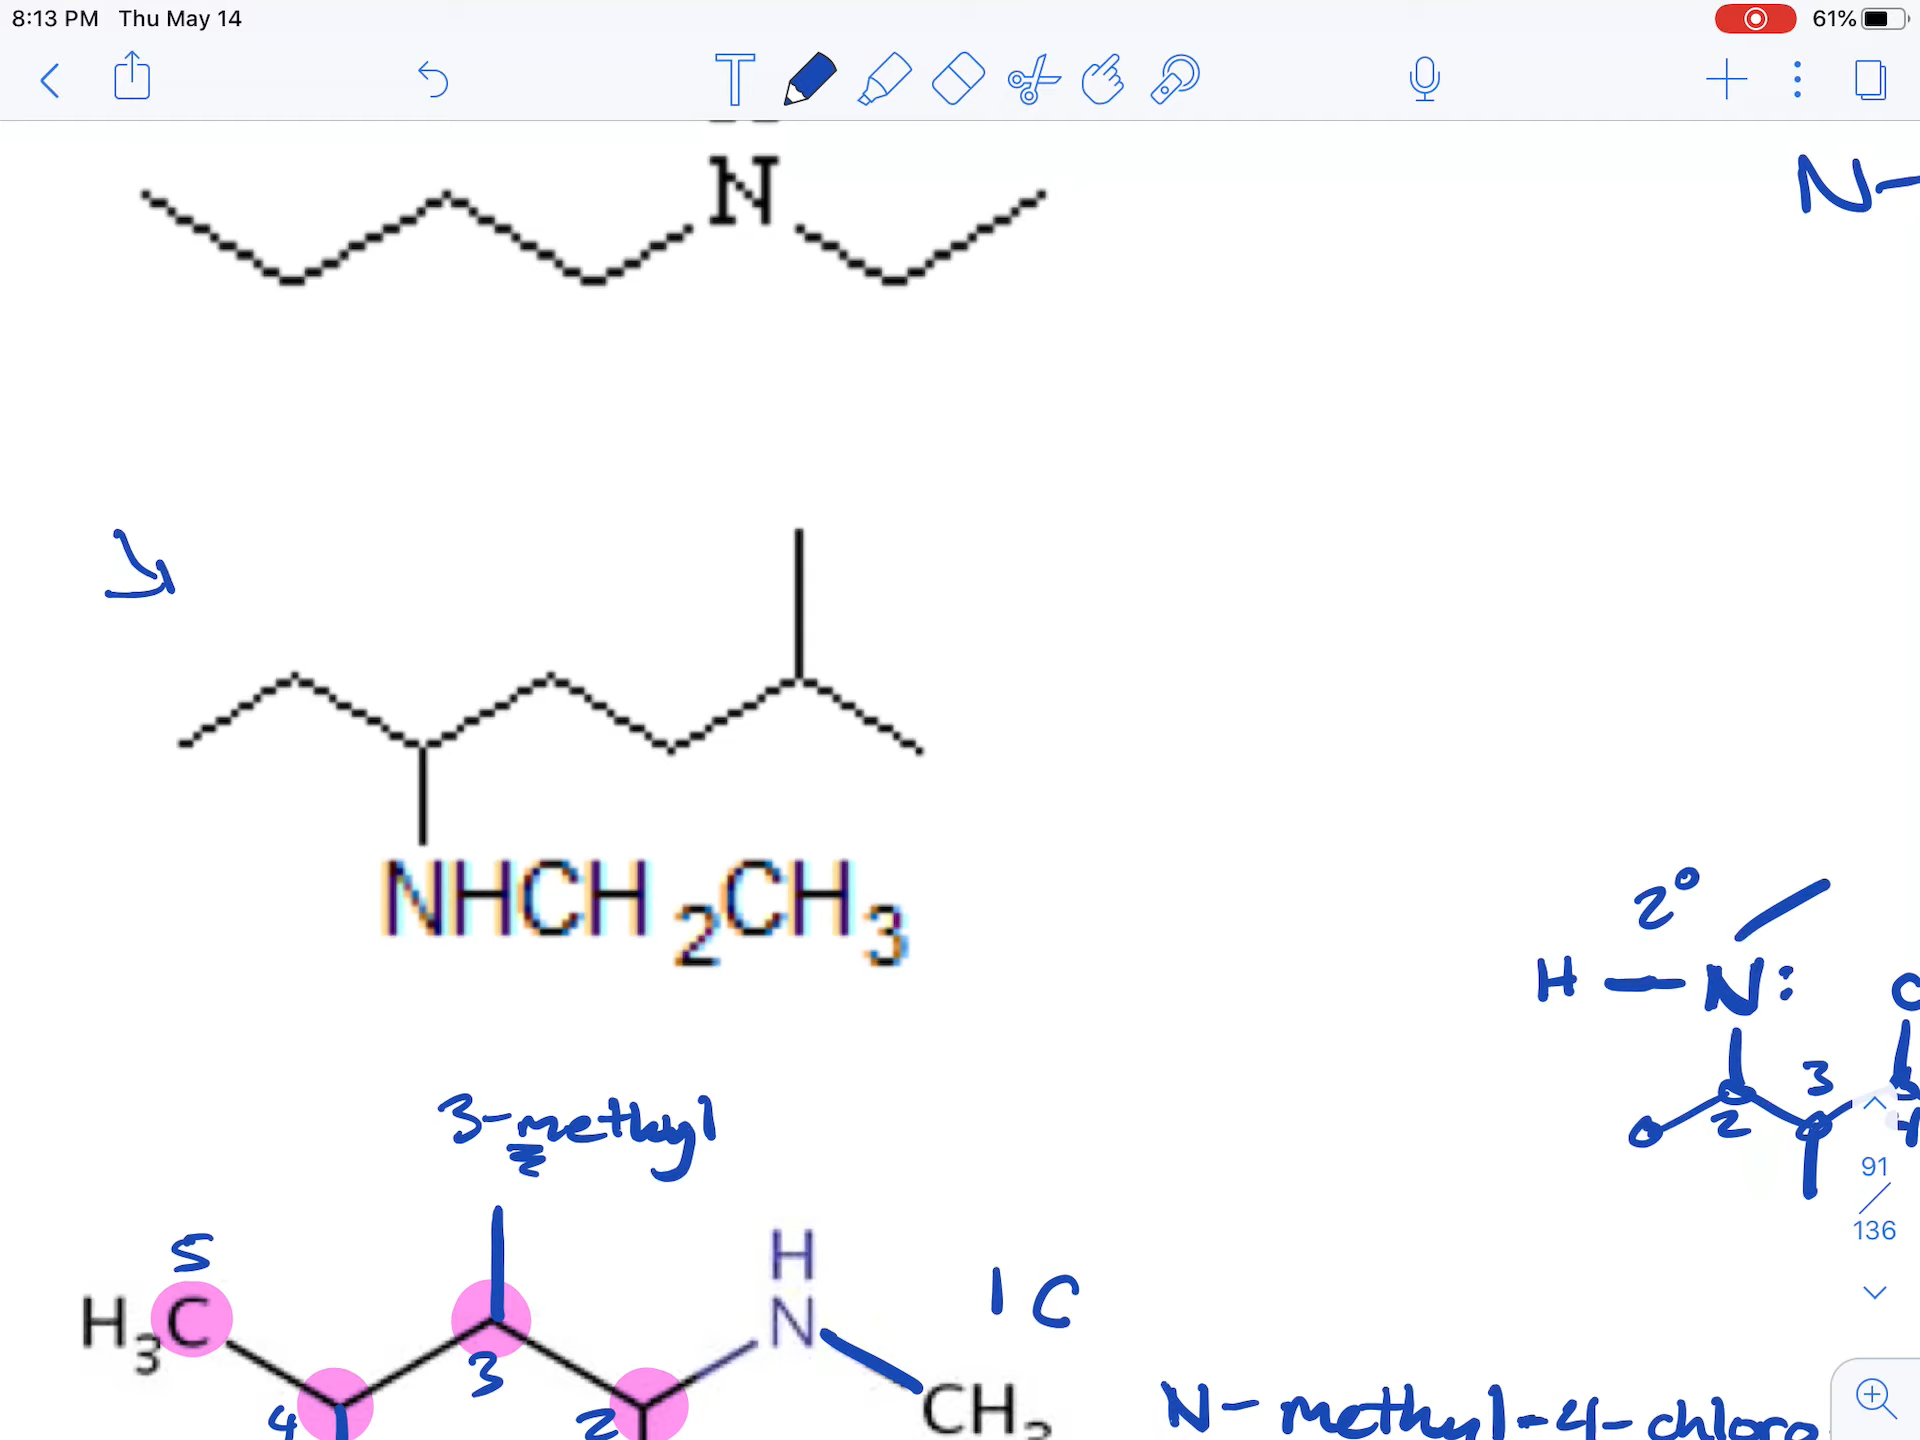 8:13 PM Thu May 14 61%
T
N
N-
NHCH2CH3
2°
H - N:
3
2
4
91
136
3-methyl
5
H
H3C
N
1 C
3
4
2
CH3
N-methyl-4-chloro